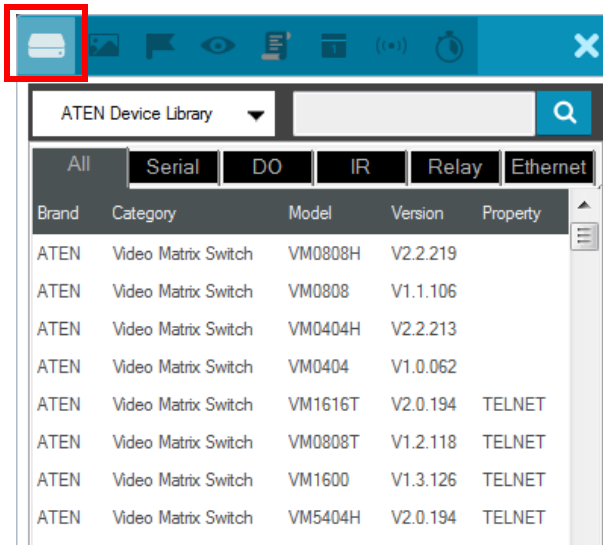 1
ATEN Device Library
All Serial DO IR Relay Ethernet
Brand Category Model Version Property
ATEN Video Matrix Switch VM0808H V2.2.219
ATEN Video Matrix Switch VM0808 V1.1.106
ATEN Video Matrix Switch VM0404H V2.2.213
ATEN Video Matrix Switch VM0404 V1.0.062
ATEN Video Matrix Switch VM1616T V2.0.194 TELNET
ATEN Video Matrix Switch VM0808T V1.2.118 TELNET
ATEN Video Matrix Switch VM1600 V1.3.126 TELNET
ATEN Video Matrix Switch VM5404H V2.0.194 TELNET